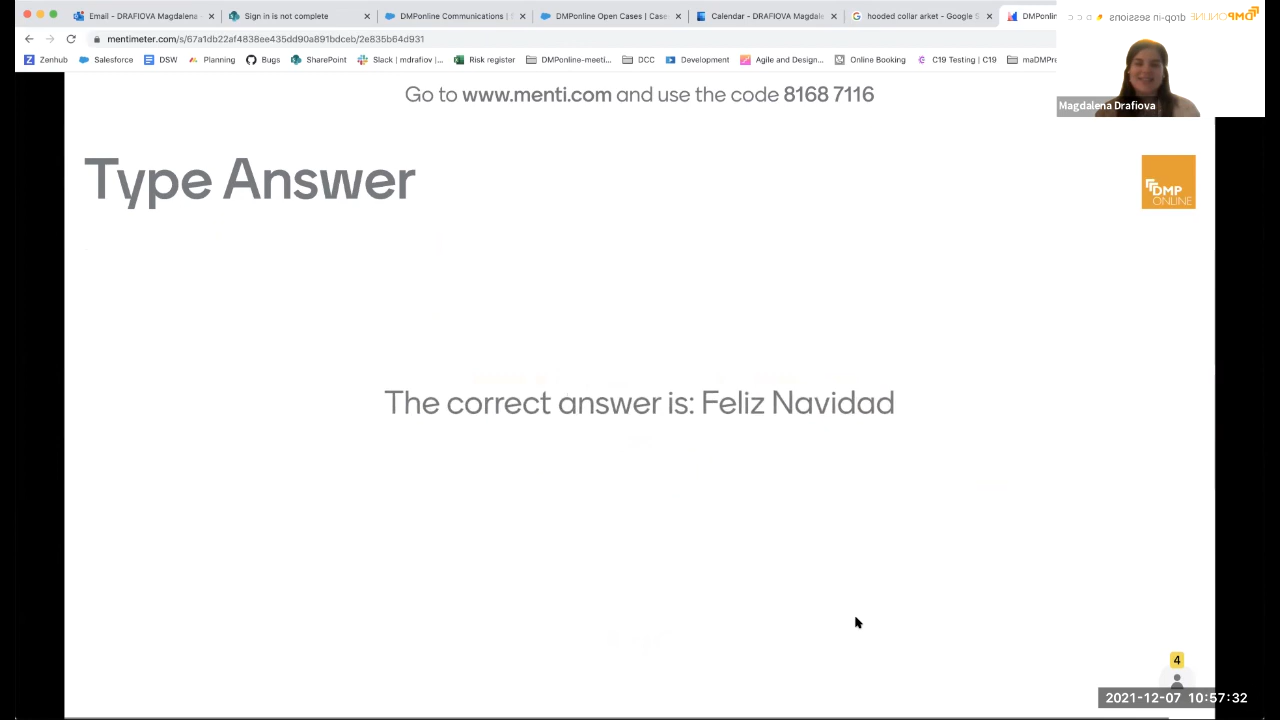 Email - DRAFIOVA Magdalena
Sign in is not complete
DMPonline Communications | S
DMPonline Open Cases | Case
Calendar - DRAFIOVA Magdale
hooded collar arket - Google S
DMPonlin
mentimeter.com/s/67a1db22af4838ee435dd90a891bdceb/2e835b64d931
Zenhub
Salesforce
DSW
Planning
Bugs
SharePoint
Slack | mdrafiov |...
Risk register
DMPonline-meeti...
DCC
Development
Agile and Design...
Online Booking
C19 Testing | C19
maDMPre
drop-in sessions
DMPONLINE
Magdalena Drafiova
Go to www.menti.com and use the code 8168 7116
Type Answer
DMP
ONLINE
The correct answer is: Feliz Navidad
4
2021-12-07 10:57:32